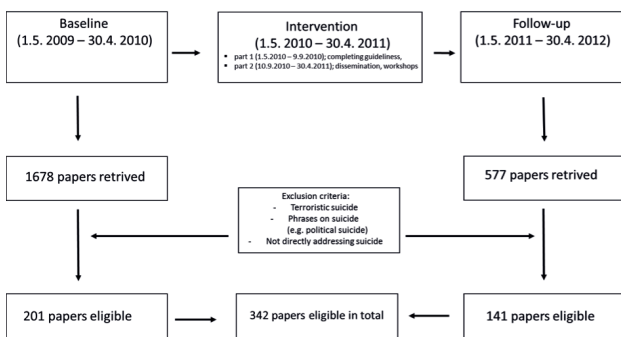 Baseline
(1.5. 2009 – 30.4. 2010)
Intervention
(1.5. 2010 – 30.4. 2011)
• part 1 (1.5.2010 – 9.9.2010); completing guideliness,
• part 2 (10.9.2010 – 30.4.2011); dissemination, workshops
Follow-up
(1.5. 2011 – 30.4. 2012)
1678 papers retrived
577 papers retrived
Exclusion criteria:
- Terroristic suicide
- Phrases on suicide
(e.g. political suicide)
- Not directly addressing suicide
201 papers eligible
342 papers eligible in total
141 papers eligible